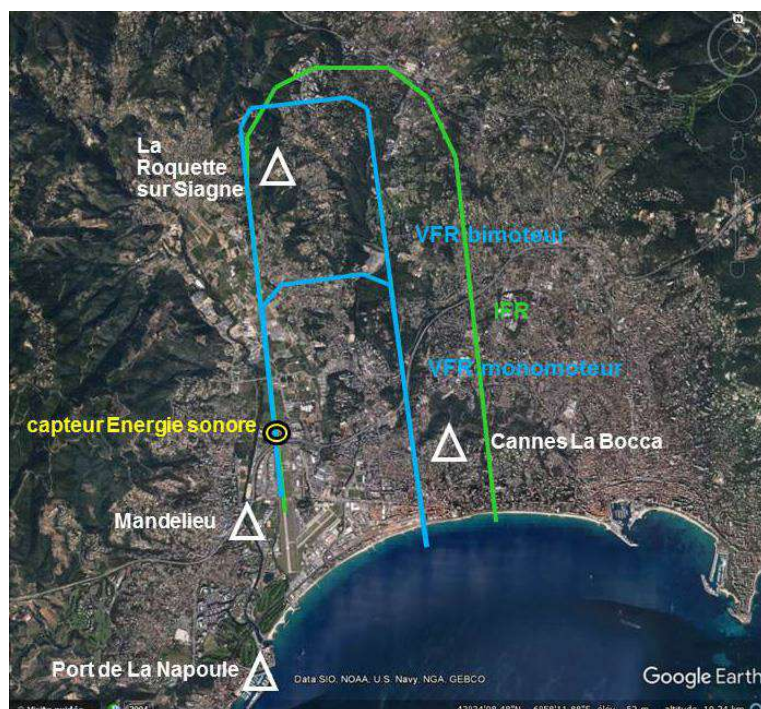 N
La
Roquette
sur Siagne
VFR bimoteur
IFR
VFR monomoteur
capteur Energie sonore
Cannes La Bocca
Mandelieu
Port de La Napoule
Data SIO, NOAA, U.S. Navy, NGA, GEBCO
Google Earth